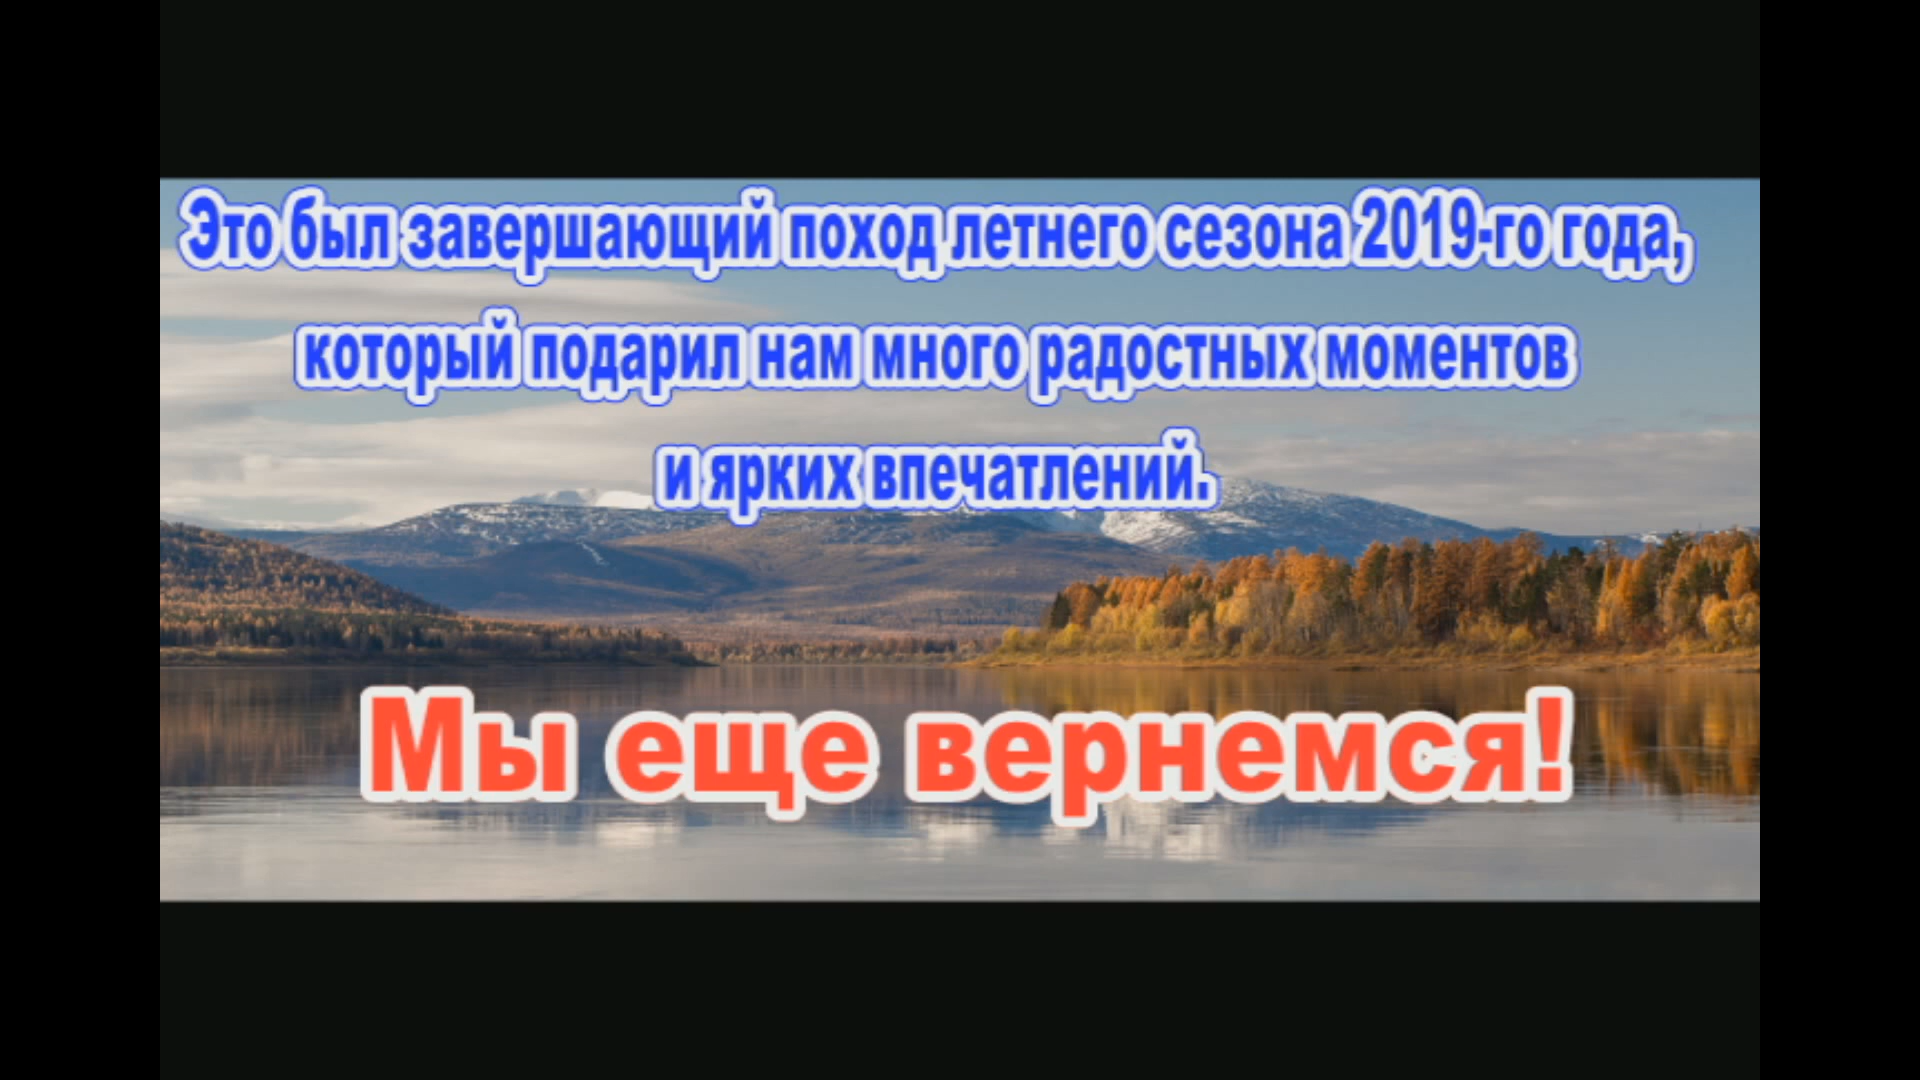 Это был завершающий поход летнего сезона 2019-го года,
который подарил нам много радостных моментов
и ярких впечатлений.
Мы еще вернемся!